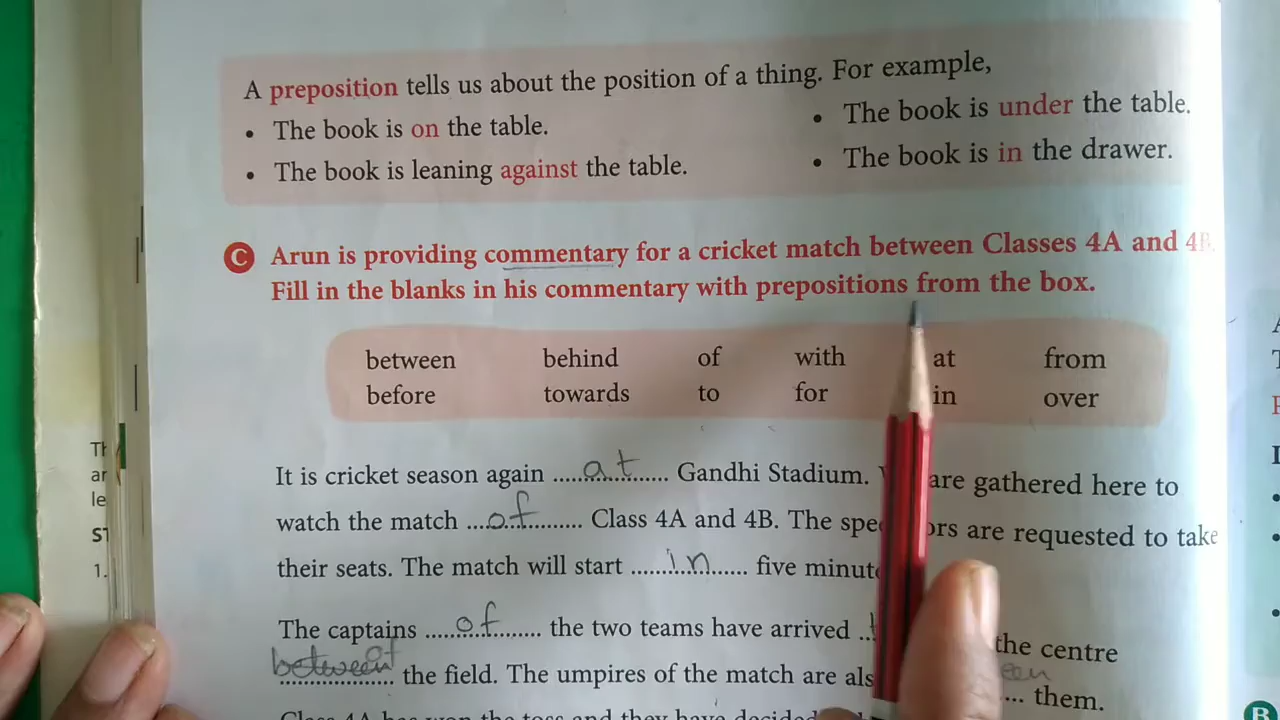 A preposition tells us about the position of a thing. For example,
• The book is on the table.
• The book is under the table.
• The book is leaning against the table.
• The book is in the drawer.
C Arun is providing commentary for a cricket match between Classes 4A and 4B.
Fill in the blanks in his commentary with prepositions from the box.
between behind of with at from
before towards to for in over
It is cricket season again ....at.... Gandhi Stadium. are gathered here to
watch the match ....of.... Class 4A and 4B. The are requested to take
their seats. The match will start ....in.... five
The captains ....of.... the two teams have arrived the centre
between the field. The umpires of the match are them.
Th
ar
le
ST
1.
B